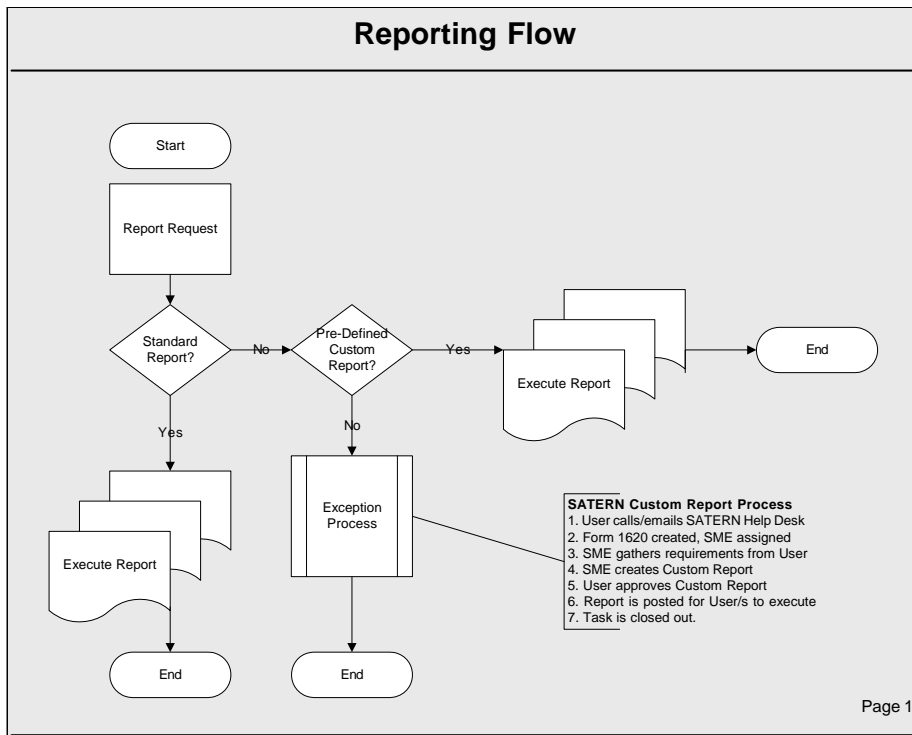 Reporting Flow
Start
Report Request
Standard
Report?
No
Pre-Defined
Custom
Report?
Yes
Execute Report
End
Yes
No
Execute Report
Exception
Process
SATERN Custom Report Process
1. User calls/emails SATERN Help Desk
2. Form 1620 created, SME assigned
3. SME gathers requirements from User
4. SME creates Custom Report
5. User approves Custom Report
6. Report is posted for User/s to execute
7. Task is closed out.
End
End
Page 1